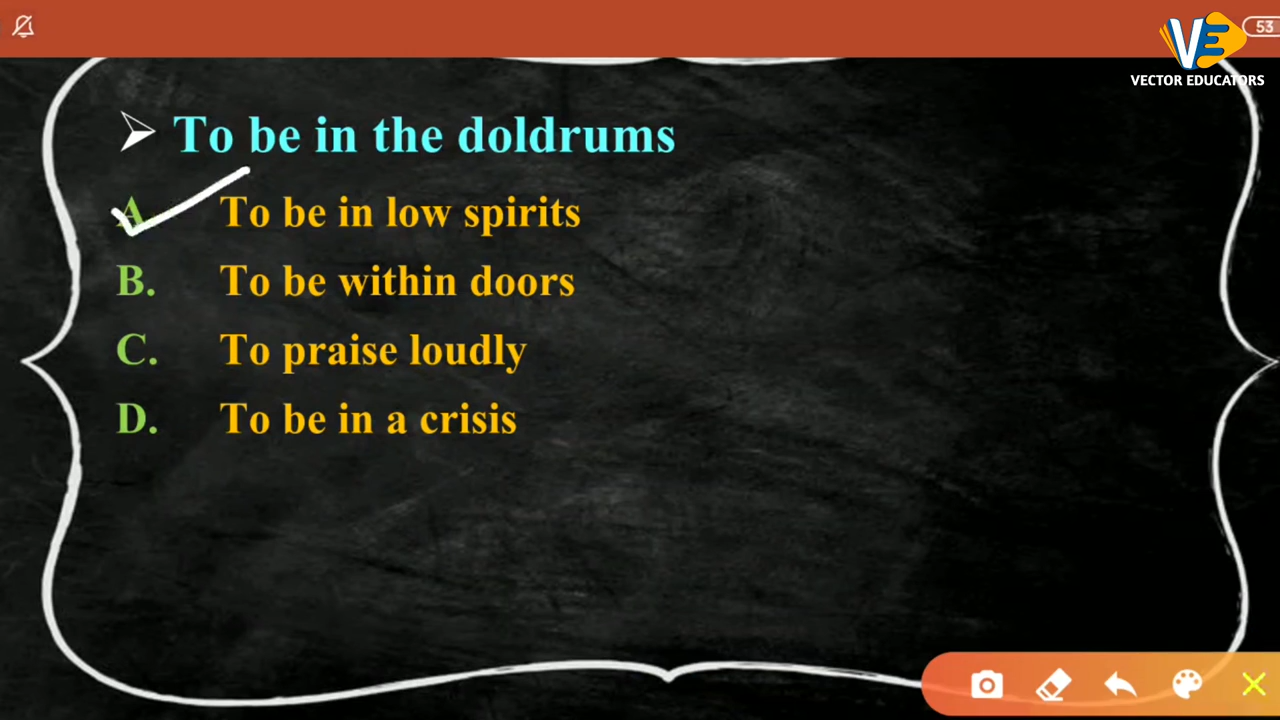 53
VE
VECTOR EDUCATORS
➢ To be in the doldrums
A. To be in low spirits
B. To be within doors
C. To praise loudly
D. To be in a crisis